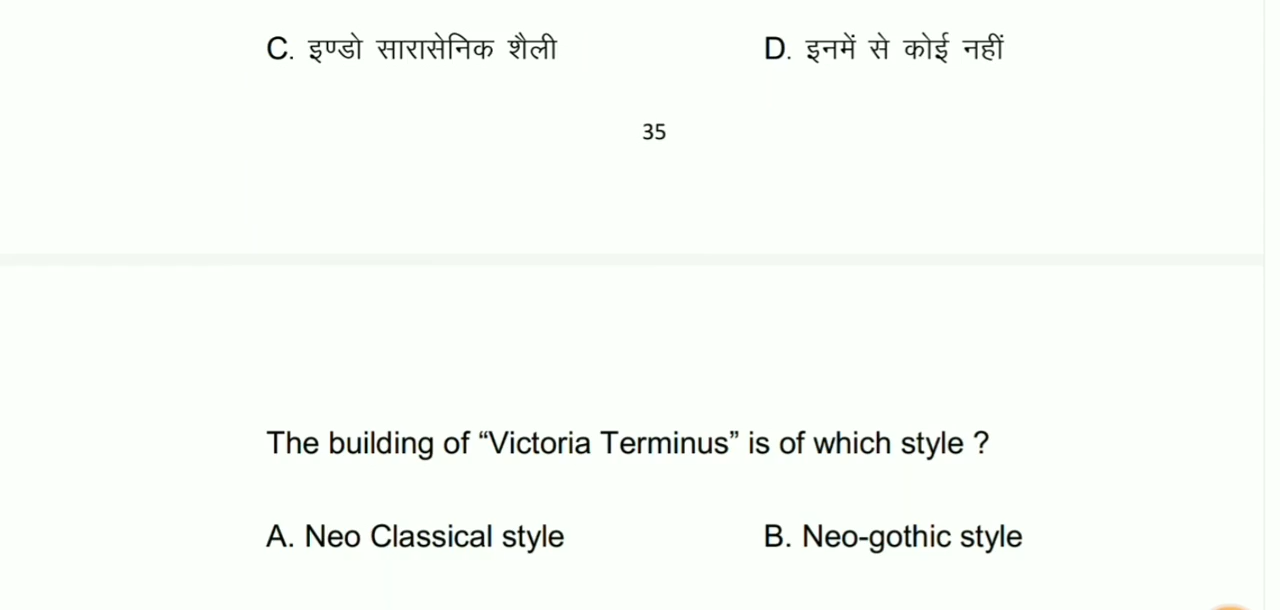 C. इण्डो सारासेनिक शैली D. इनमें से कोई नहीं
35
The building of “Victoria Terminus” is of which style ?
A. Neo Classical style B. Neo-gothic style